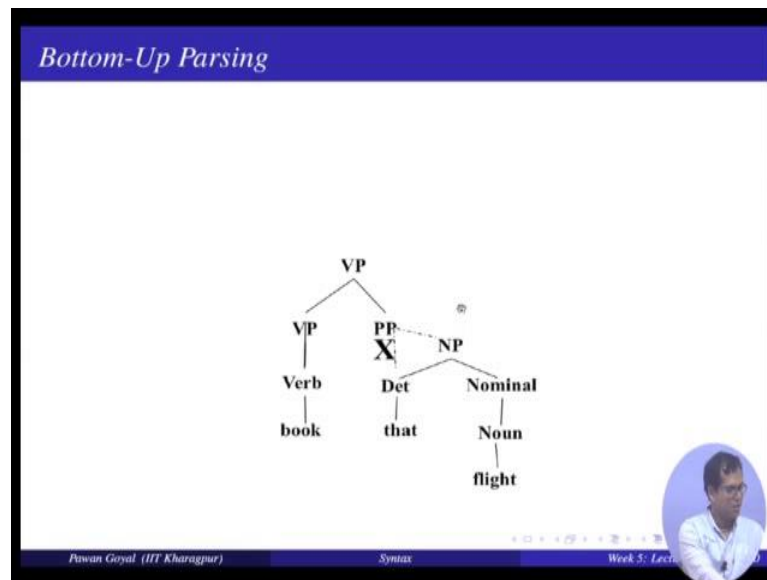 Bottom-Up Parsing
VP
VP PP
X NP
Verb Det Nominal
book that Noun
flight
Pawan Goyal (IIT Kharagpur) Syntax Week 5: